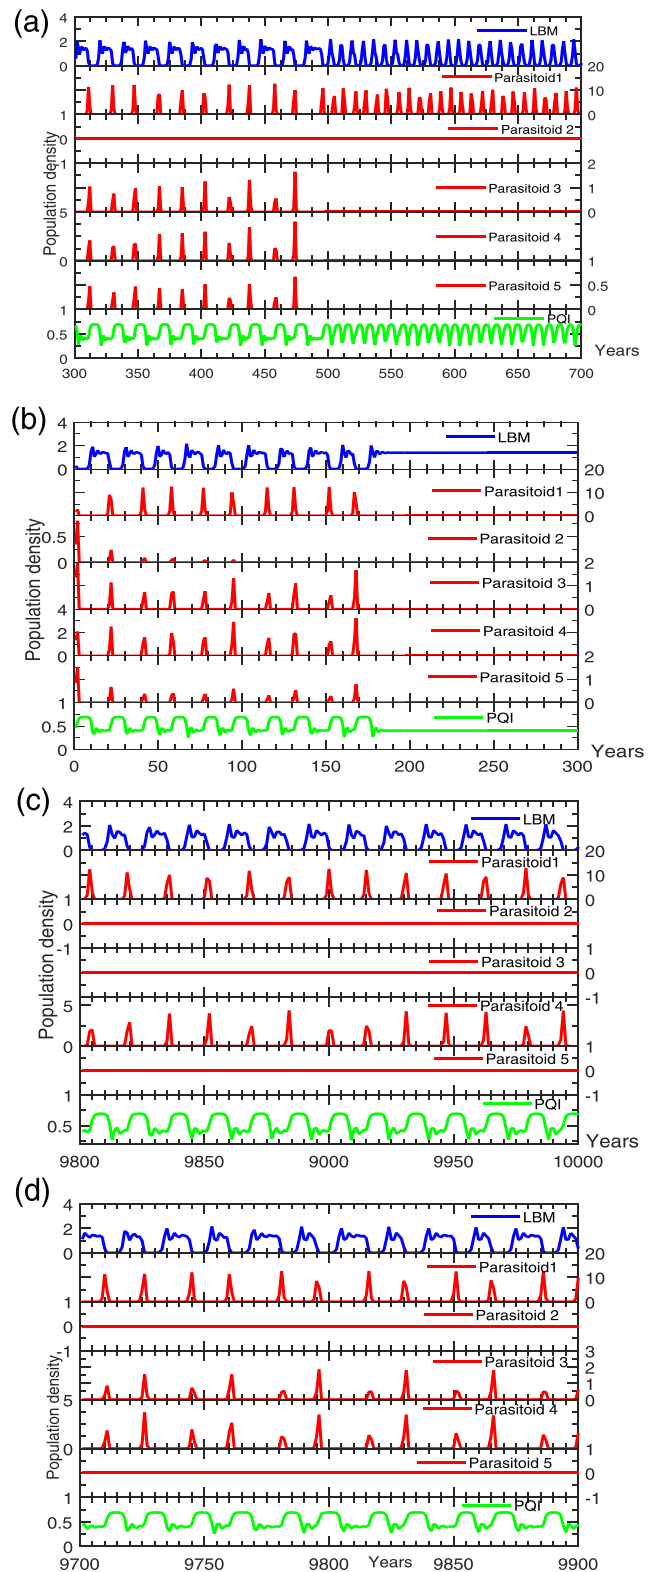 (a)
4
2
0
LBM
20
10
0
Parasitoid1
1
0
1
Parasitoid 2
2
1
0
Parasitoid 3
5
0
Parasitoid 4
1
0.5
0
Parasitoid 5
1
0.5
0
PQI
Population density
300 350 400 450 500 550 600 650 700
Years
(b)
4
2
0
LBM
20
10
0
Parasitoid1
0.5
0
Parasitoid 2
2
1
0
Parasitoid 3
4
2
0
Parasitoid 4
2
1
0
Parasitoid 5
1
0.5
0
PQI
Population density
0 50 100 150 200 250 300
Years
(c)
4
2
0
LBM
20
10
0
Parasitoid1
1
0
-1
Parasitoid 2
1
0
-1
Parasitoid 3
5
0
Parasitoid 4
1
0
-1
Parasitoid 5
1
0.5
PQI
Population density
9800 9850 9000 9950 10000
Years
(d)
4
2
0
LBM
20
10
0
Parasitoid1
1
0
-1
Parasitoid 2
3
2
1
0
Parasitoid 3
5
0
Parasitoid 4
1
0
-1
Parasitoid 5
1
0.5
0
PQI
Population density
9700 9750 9800 9850 9900
Years